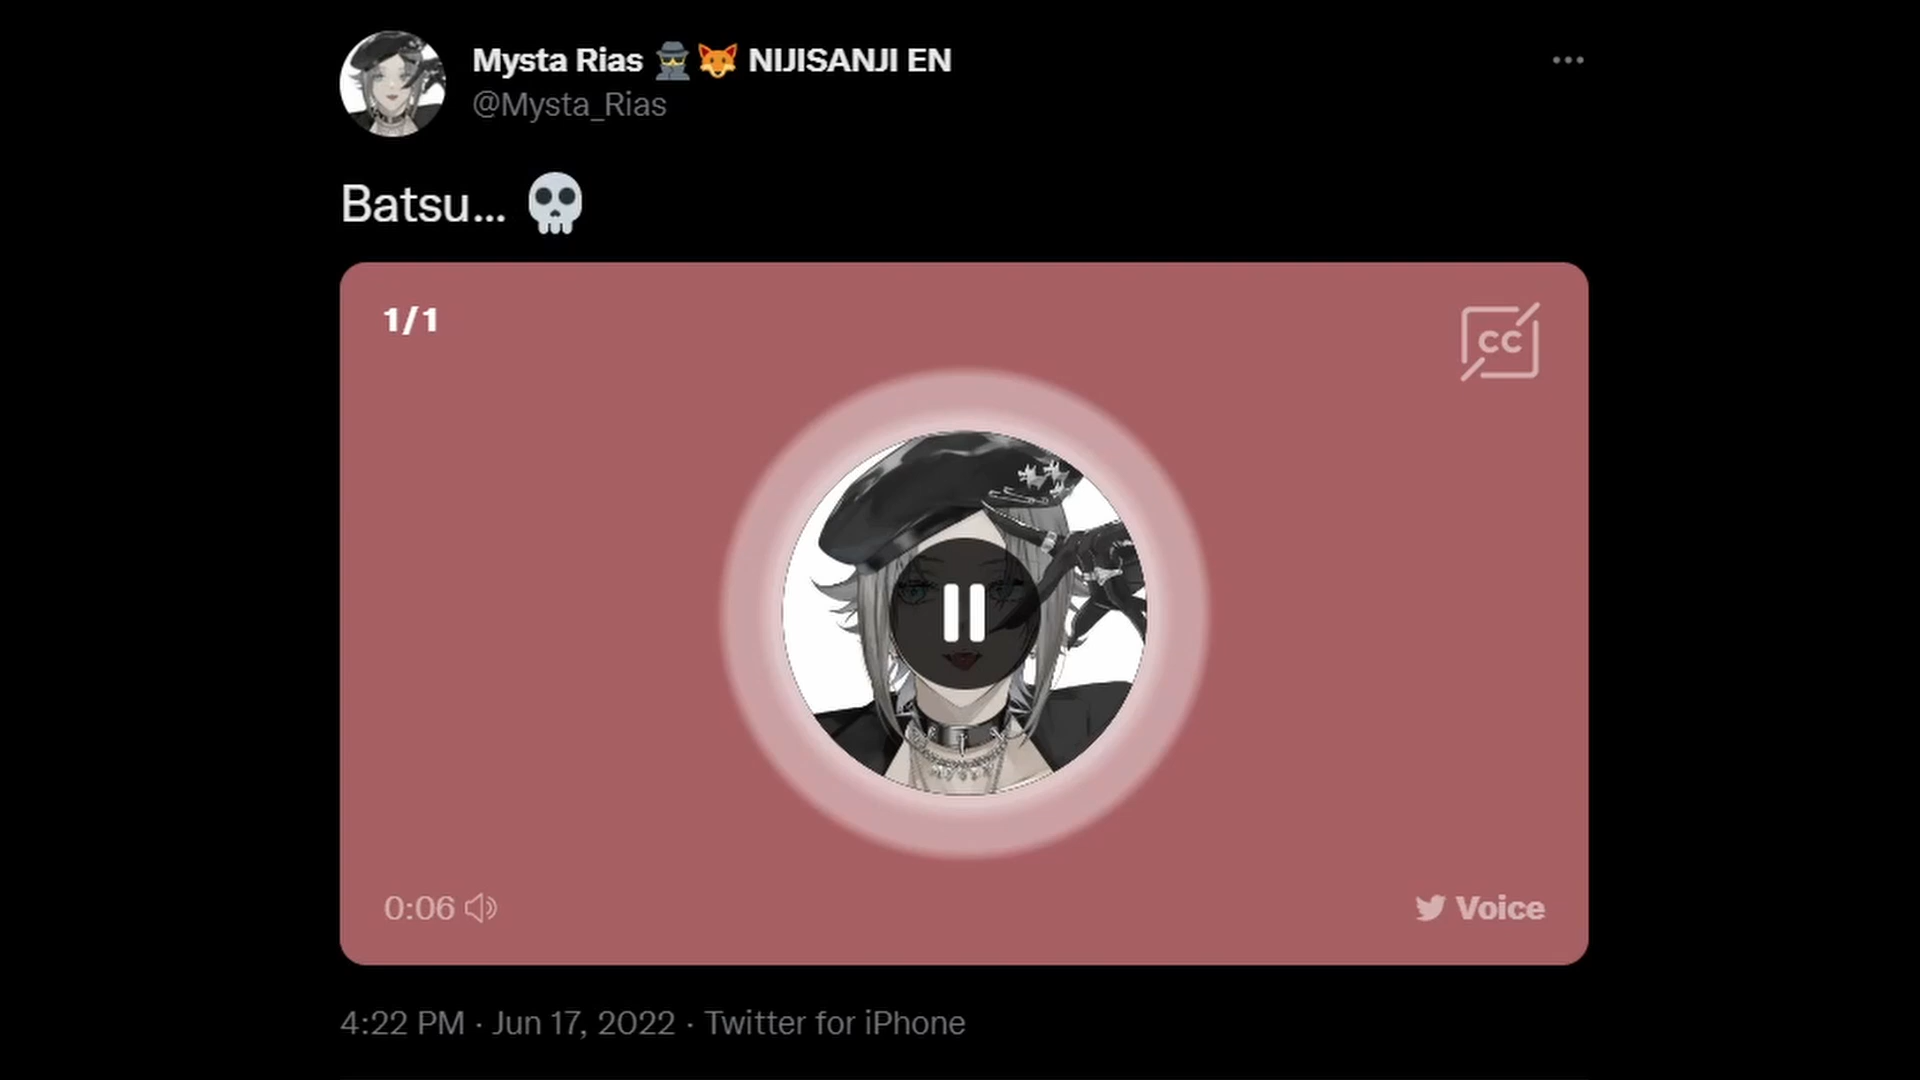 Mysta Rias 🕵️🦊 NIJISANJI EN
@Mysta_Rias
Batsu... 💀
1/1
CC
0:06
Voice
4:22 PM · Jun 17, 2022 · Twitter for iPhone